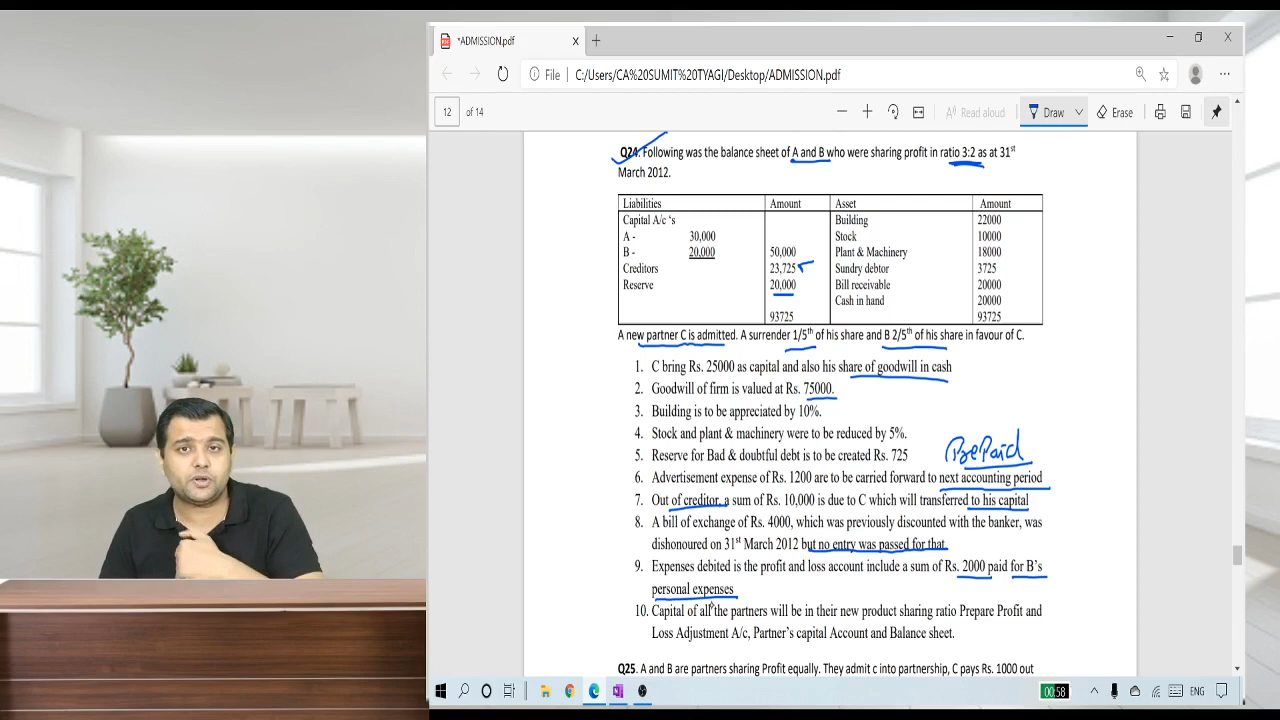 *ADMISSION.pdf
File C:/Users/CA%20SUMIT%20TYAGI/Desktop/ADMISSION.pdf
12 of 14 Read aloud Draw Erase
Q24. Following was the balance sheet of A and B who were sharing profit in ratio 3:2 as at 31st
March 2012.
Liabilities Amount Asset Amount
Capital A/c 's Building 22000
A - 30,000 Stock 10000
B - 20,000 50,000 Plant & Machinery 18000
Creditors 23,725 Sundry debtor 3725
Reserve 20,000 Bill receivable 20000
Cash in hand 20000
93725 93725
A new partner C is admitted. A surrender 1/5th of his share and B 2/5th of his share in favour of C.
1. C bring Rs. 25000 as capital and also his share of goodwill in cash
2. Goodwill of firm is valued at Rs. 75000.
3. Building is to be appreciated by 10%.
4. Stock and plant & machinery were to be reduced by 5%.
PrePaid
5. Reserve for Bad & doubtful debt is to be created Rs. 725
6. Advertisement expense of Rs. 1200 are to be carried forward to next accounting period
7. Out of creditor, a sum of Rs. 10,000 is due to C which will transferred to his capital
8. A bill of exchange of Rs. 4000, which was previously discounted with the banker, was
dishonoured on 31st March 2012 but no entry was passed for that.
9. Expenses debited is the profit and loss account include a sum of Rs. 2000 paid for B's
personal expenses
10. Capital of all the partners will be in their new product sharing ratio Prepare Profit and
Loss Adjustment A/c, Partner's capital Account and Balance sheet.
Q25. A and B are partners sharing Profit equally. They admit c into partnership, C pays Rs. 1000 out
00:58 ENG